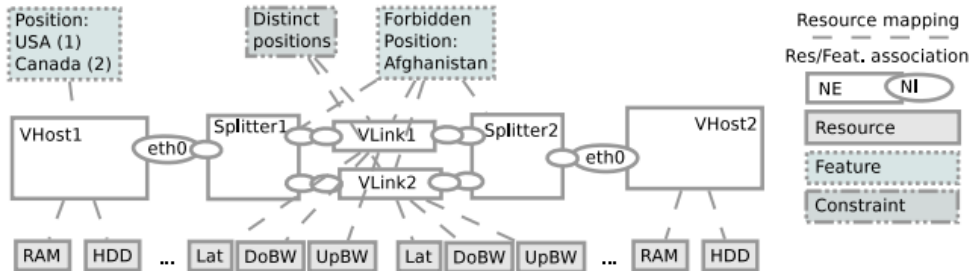 Position:
USA (1)
Canada (2)
Distinct
positions
Forbidden
Position:
Afghanistan
Resource mapping
Res/Feat. association
NE
NI
Resource
Feature
Constraint
VHost1
eth0
Splitter1
VLink1
VLink2
Splitter2
eth0
VHost2
RAM
HDD
...
Lat
DoBW
UpBW
Lat
DoBW
UpBW
...
RAM
HDD